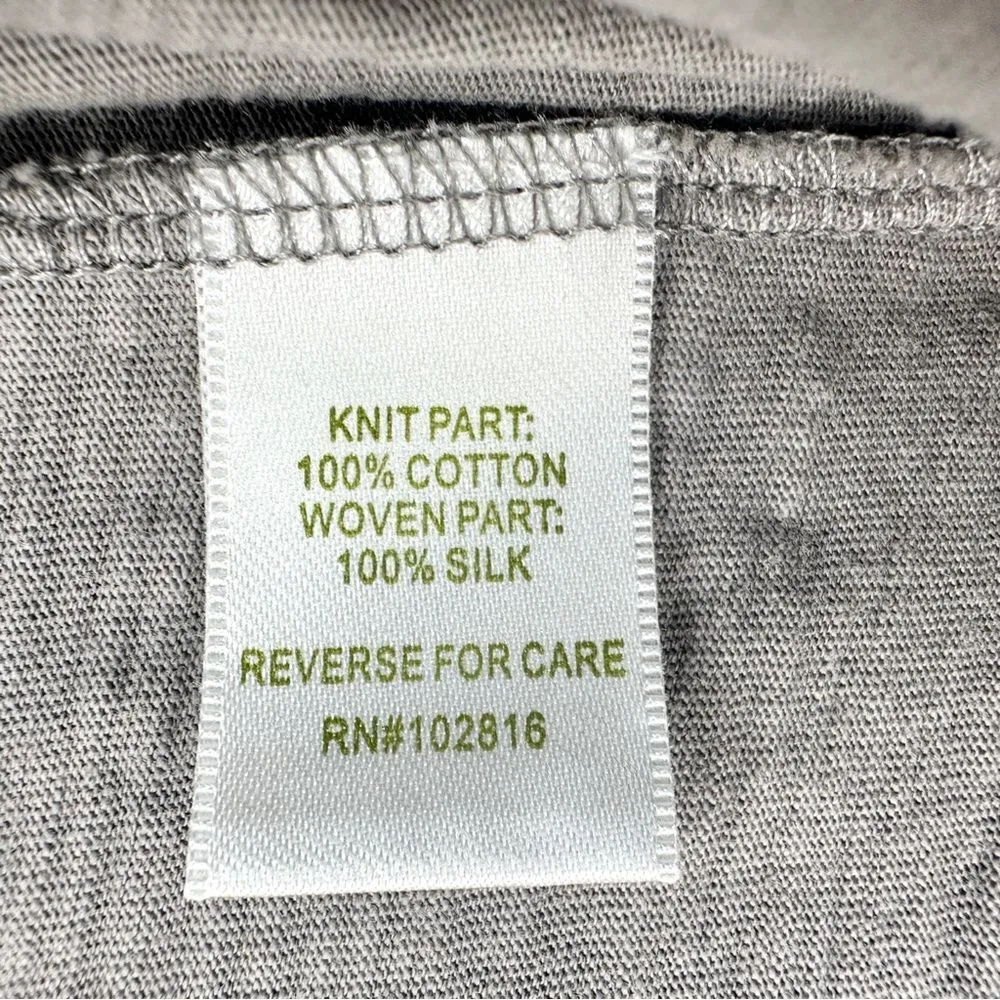 KNIT PART:
100% COTTON
WOVEN PART:
100% SILK
REVERSE FOR CARE
RN#102816